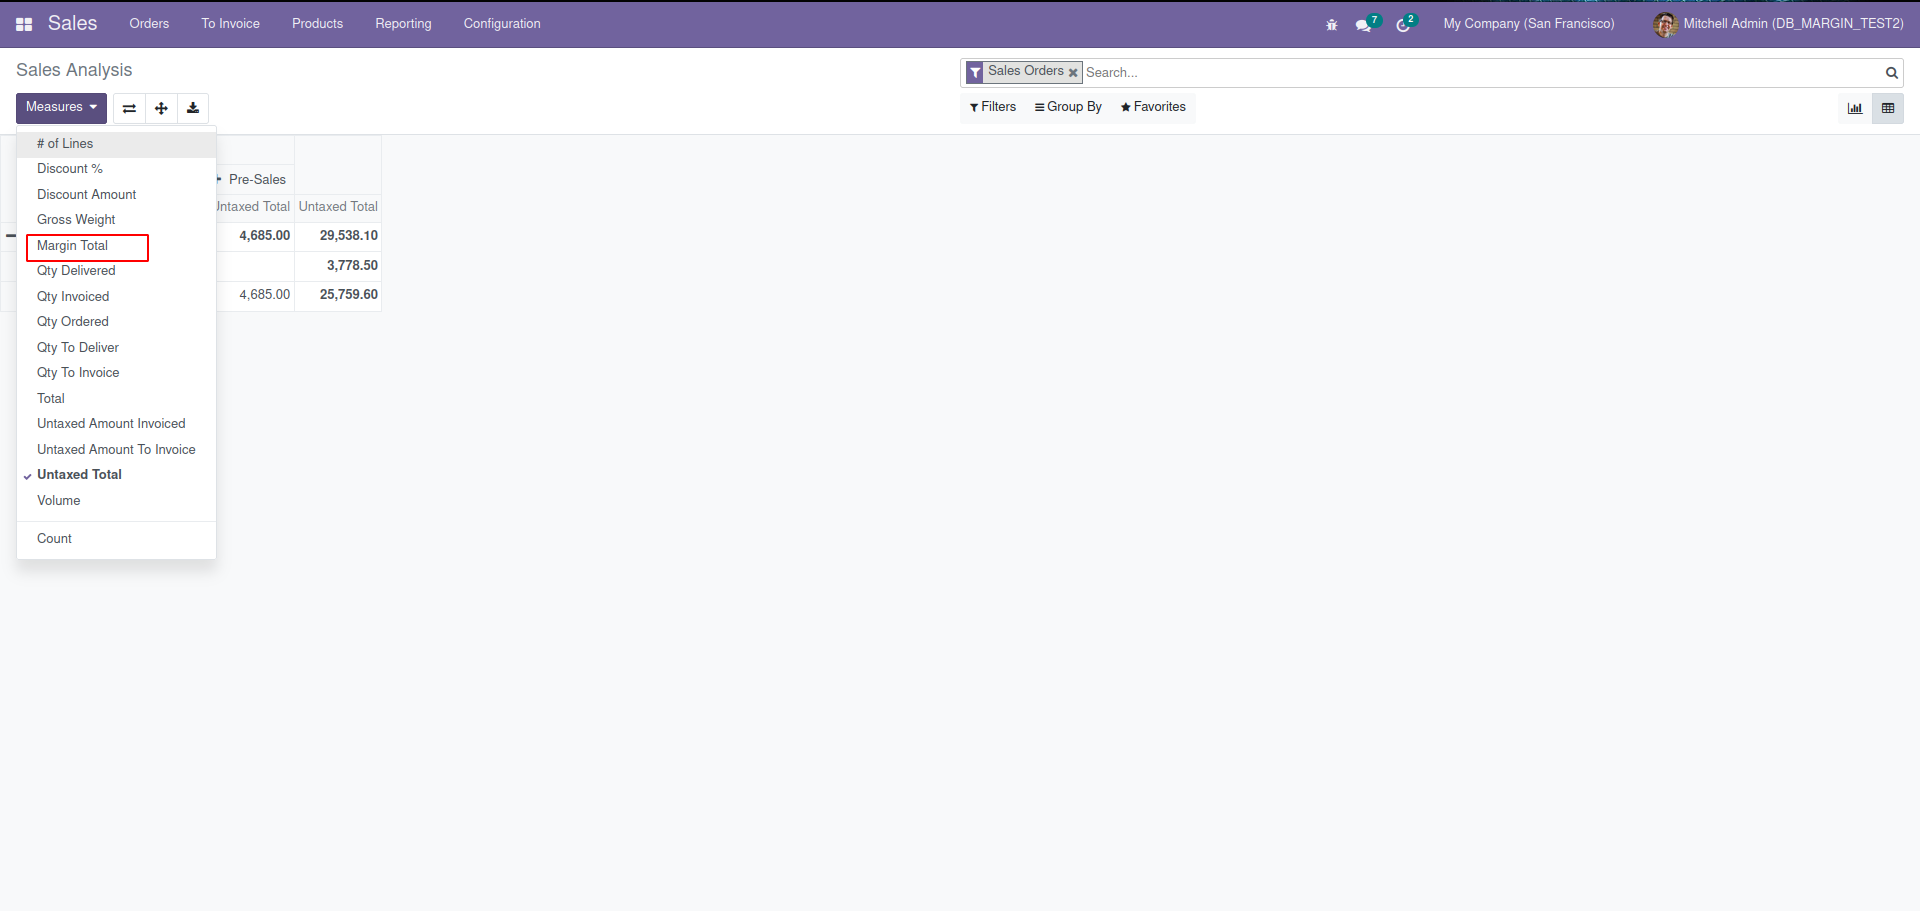 Sales Orders To Invoice Products Reporting Configuration 7 2 My Company (San Francisco) Mitchell Admin (DB_MARGIN_TEST2)
Sales Analysis
Sales Orders Search...
Measures
Filters Group By Favorites
# of Lines
Discount %
Discount Amount
Gross Weight
Margin Total
Qty Delivered
Qty Invoiced
Qty Ordered
Qty To Deliver
Qty To Invoice
Total
Untaxed Amount Invoiced
Untaxed Amount To Invoice
Untaxed Total
Volume
Count
Pre-Sales
Untaxed Total Untaxed Total
4,685.00 29,538.10
3,778.50
4,685.00 25,759.60